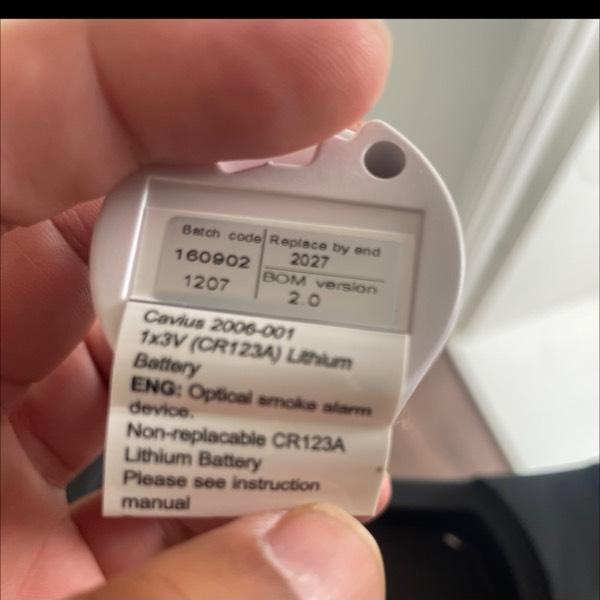 Batch code
160902
1207
Replace by end
2027
BOM version
2.0
Cavius 2006-001
1x3V (CR123A) Lithium
Battery
ENG: Optical smoke alarm
device.
Non-replacable CR123A
Lithium Battery
Please see instruction
manual